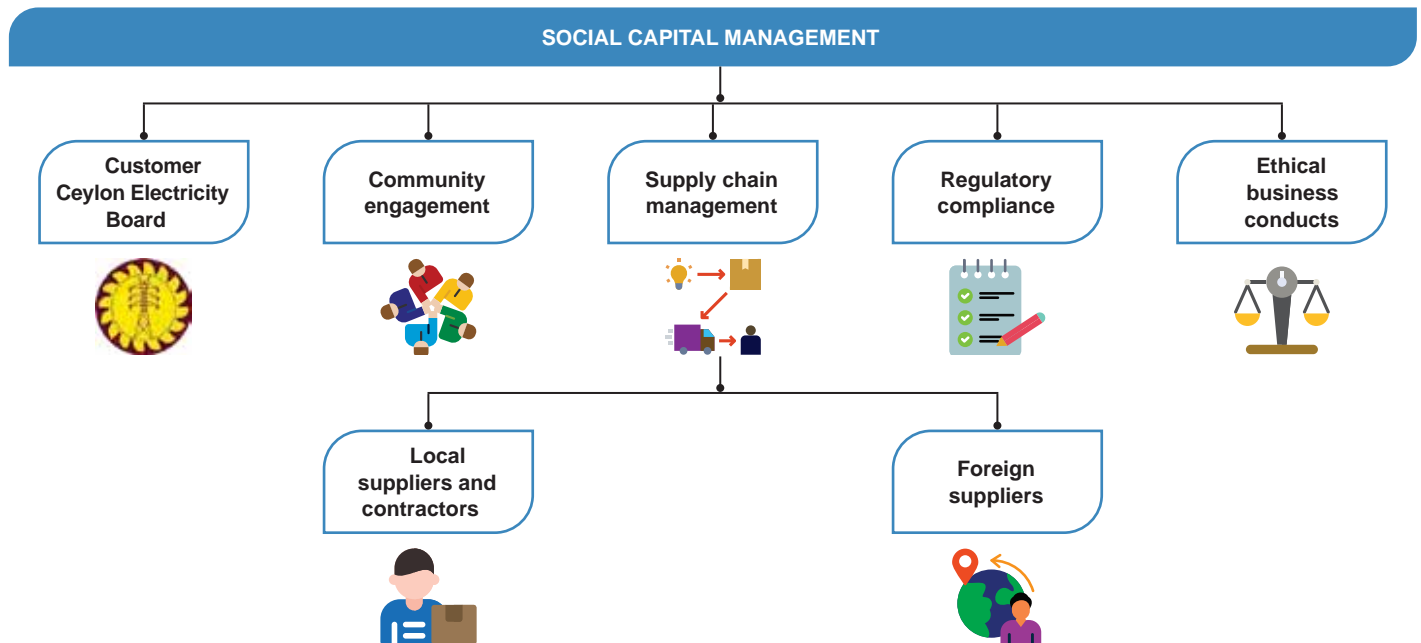 SOCIAL CAPITAL MANAGEMENT
Customer
Ceylon Electricity
Board
Community
engagement
Supply chain
management
Regulatory
compliance
Ethical
business
conducts
Local
suppliers and
contractors
Foreign
suppliers